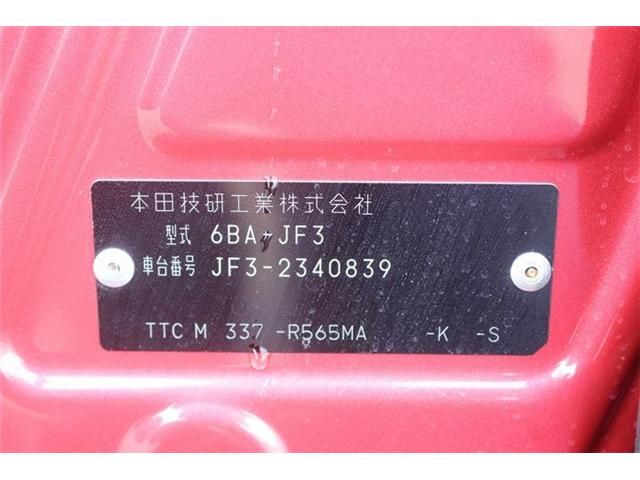 本田技研工業株式会社
型式 6BA-JF3
車台番号 JF3-2340839
TTC M 337 -R565MA -K -S